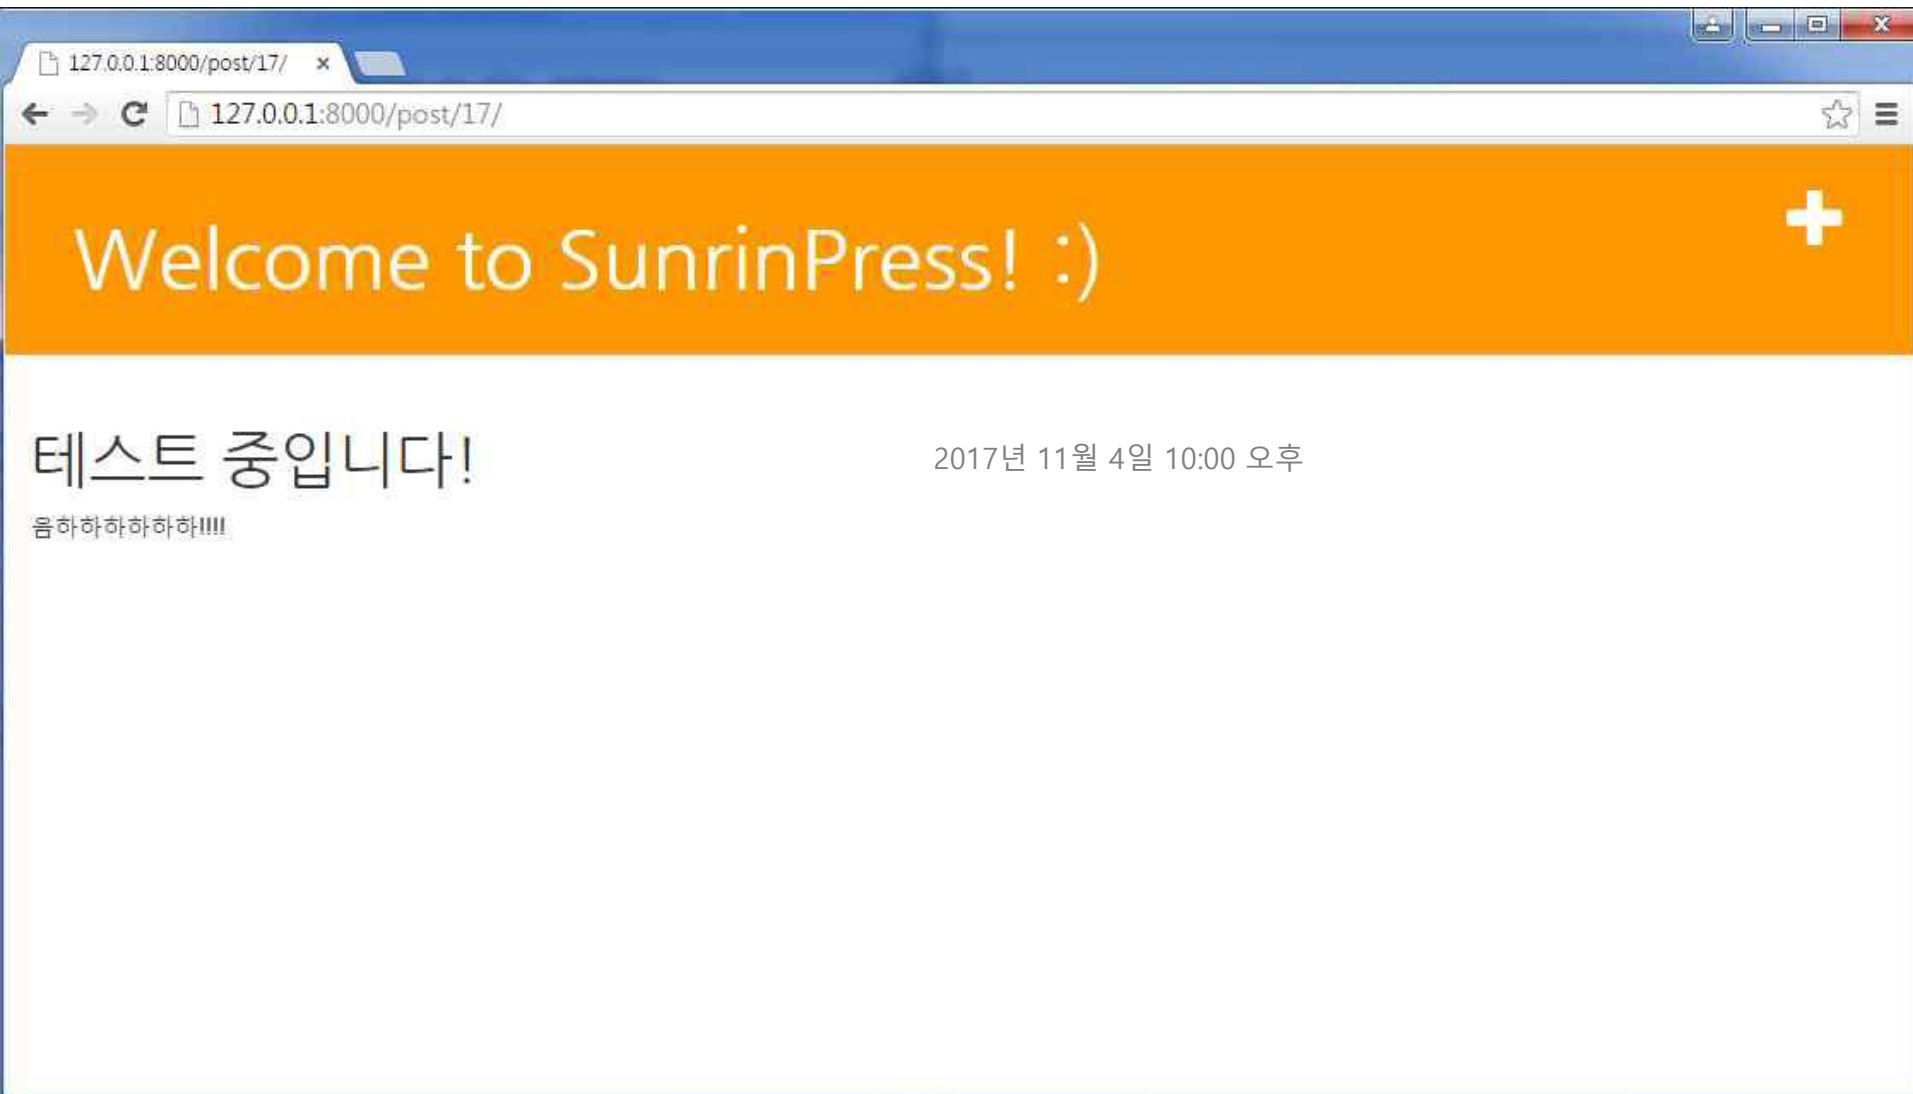 127.0.0.1:8000/post/17/
127.0.0.1:8000/post/17/
Welcome to SunrinPress! :)
테스트 중입니다!
2017년 11월 4일 10:00 오후
음하하하하하하!!!!